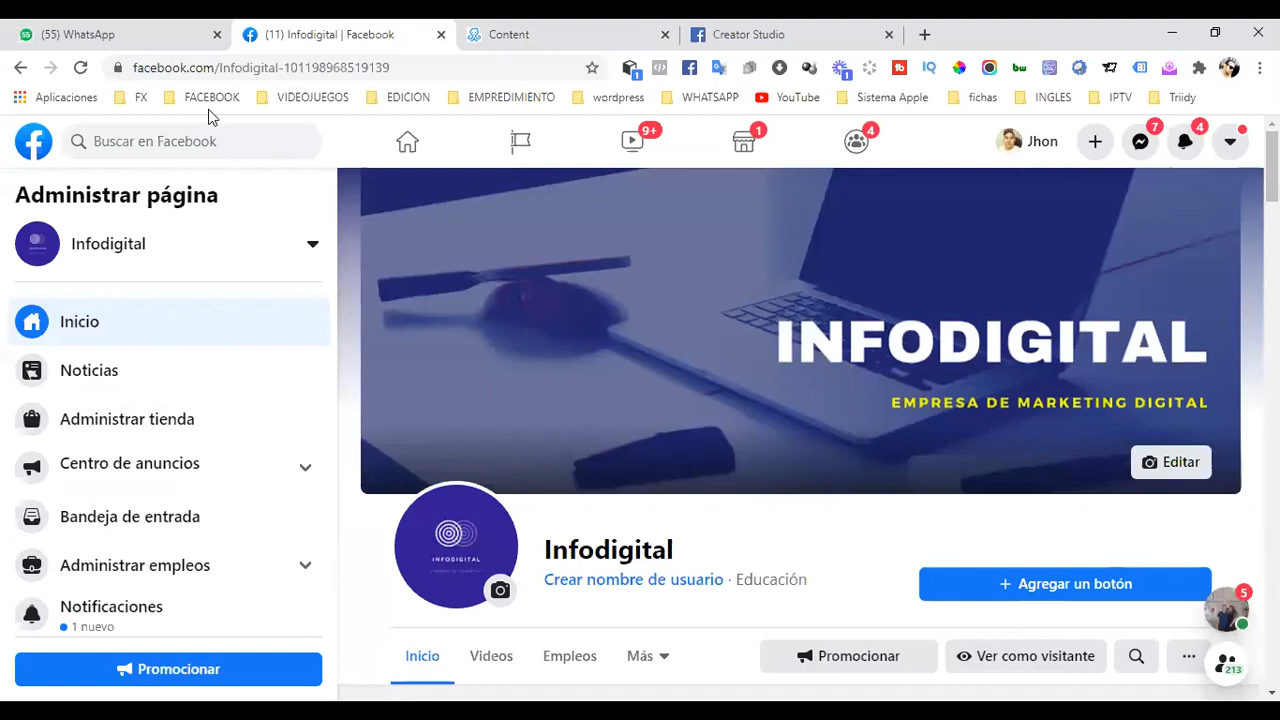 (55) WhatsApp
(11) Infodigital | Facebook
Content
Creator Studio
facebook.com/Infodigital-101198968519139
1
1
Aplicaciones
FX
FACEBOOK
VIDEOJUEGOS
EDICION
EMPREDIMIENTO
wordpress
WHATSAPP
YouTube
Sistema Apple
fichas
INGLES
IPTV
Triidy
Buscar en Facebook
9+
1
4
Jhon
7
4
Administrar página
Infodigital
Inicio
Noticias
Administrar tienda
Centro de anuncios
Bandeja de entrada
Administrar empleos
Notificaciones
1 nuevo
Promocionar
INFODIGITAL
EMPRESA DE MARKETING DIGITAL
Editar
INFODIGITAL
Infodigital
Crear nombre de usuario · Educación
+ Agregar un botón
5
Inicio
Videos
Empleos
Más
Promocionar
Ver como visitante
213